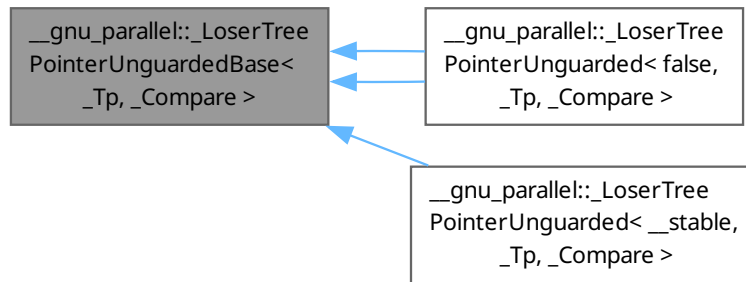 __gnu_parallel::_LoserTree
PointerUnguardedBase<
_Tp, _Compare >
__gnu_parallel::_LoserTree
PointerUnguarded< false,
_Tp, _Compare >
__gnu_parallel::_LoserTree
PointerUnguarded< __stable,
_Tp, _Compare >